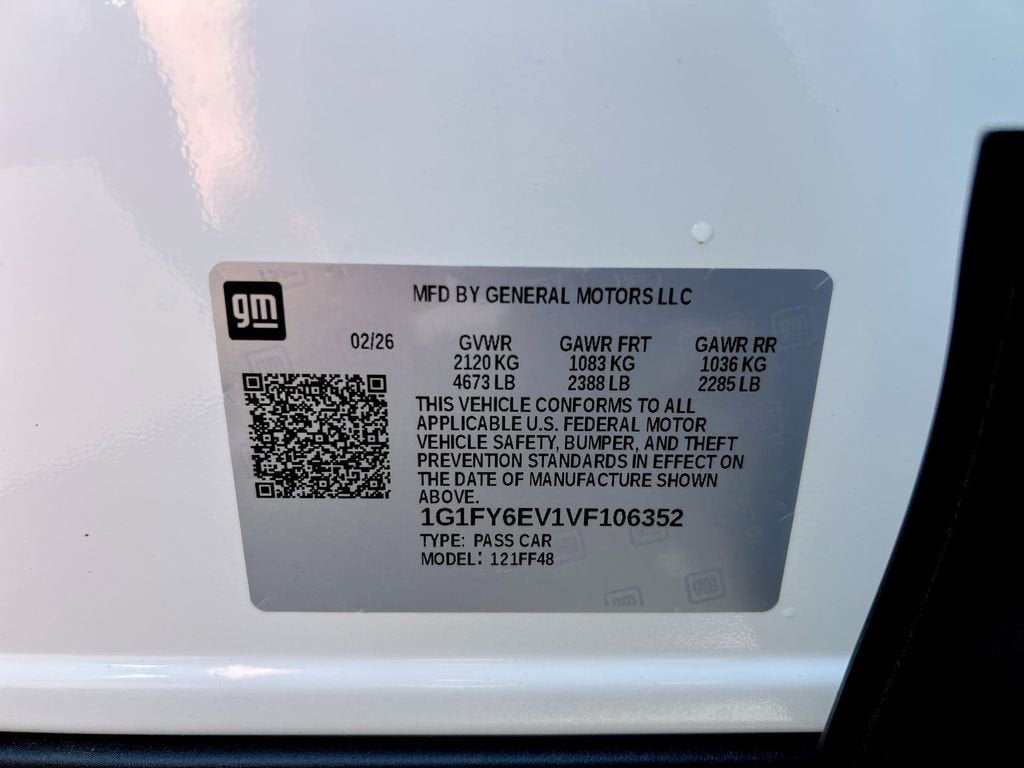 gm
MFD BY GENERAL MOTORS LLC
02/26
GVWR GAWR FRT GAWR RR
2120 KG 1083 KG 1036 KG
4673 LB 2388 LB 2285 LB
THIS VEHICLE CONFORMS TO ALL
APPLICABLE U.S. FEDERAL MOTOR
VEHICLE SAFETY, BUMPER, AND THEFT
PREVENTION STANDARDS IN EFFECT ON
THE DATE OF MANUFACTURE SHOWN
ABOVE.
1G1FY6EV1VF106352
TYPE: PASS CAR
MODEL: 121FF48
gm
gm